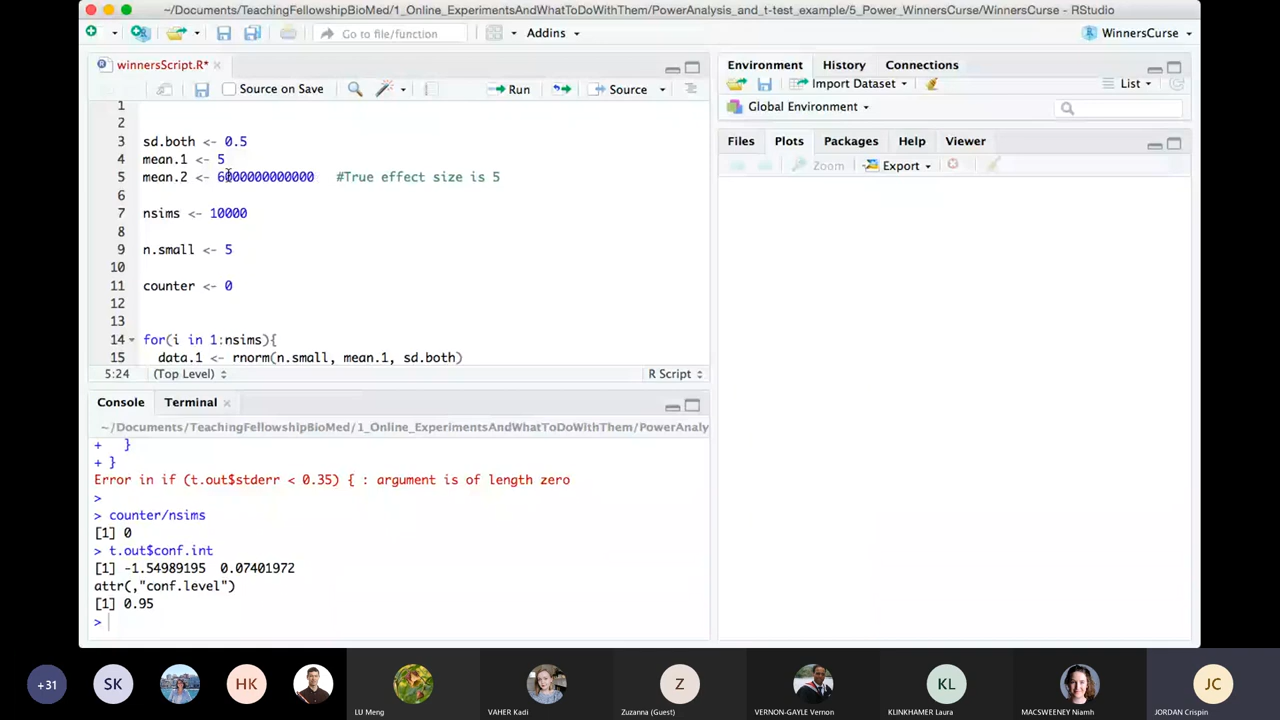 ~/Documents/TeachingFellowshipBioMed/1_Online_ExperimentsAndWhatToDoWithThem/PowerAnalysis_and_t-test_example/5_Power_WinnersCurse/WinnersCurse - RStudio
Go to file/function
Addins
WinnersCurse
winnersScript.R*
Source on Save
Run
Source
1
2
3 sd.both <- 0.5
4 mean.1 <- 5
5 mean.2 <- 6000000000000 #True effect size is 5
6
7 nsims <- 10000
8
9 n.small <- 5
10
11 counter <- 0
12
13
14 for(i in 1:nsims){
15 data.1 <- rnorm(n.small, mean.1, sd.both)
5:24 (Top Level) R Script
Console Terminal
~/Documents/TeachingFellowshipBioMed/1_Online_ExperimentsAndWhatToDoWithThem/PowerAnaly
+ }
+ }
Error in if (t.out$stderr < 0.35) { : argument is of length zero
>
> counter/nsims
[1] 0
> t.out$conf.int
[1] -1.54989195 0.07401972
attr(,"conf.level")
[1] 0.95
>
Environment History Connections
Import Dataset
List
Global Environment
Files Plots Packages Help Viewer
Zoom Export
+31
SK
HK
Z
KL
JC
LU Meng
VAHER Kadi
Zuzanna (Guest)
VERNON-GAYLE Vernon
KLINKHAMER Laura
MACSWEENEY Niamh
JORDAN Crispin